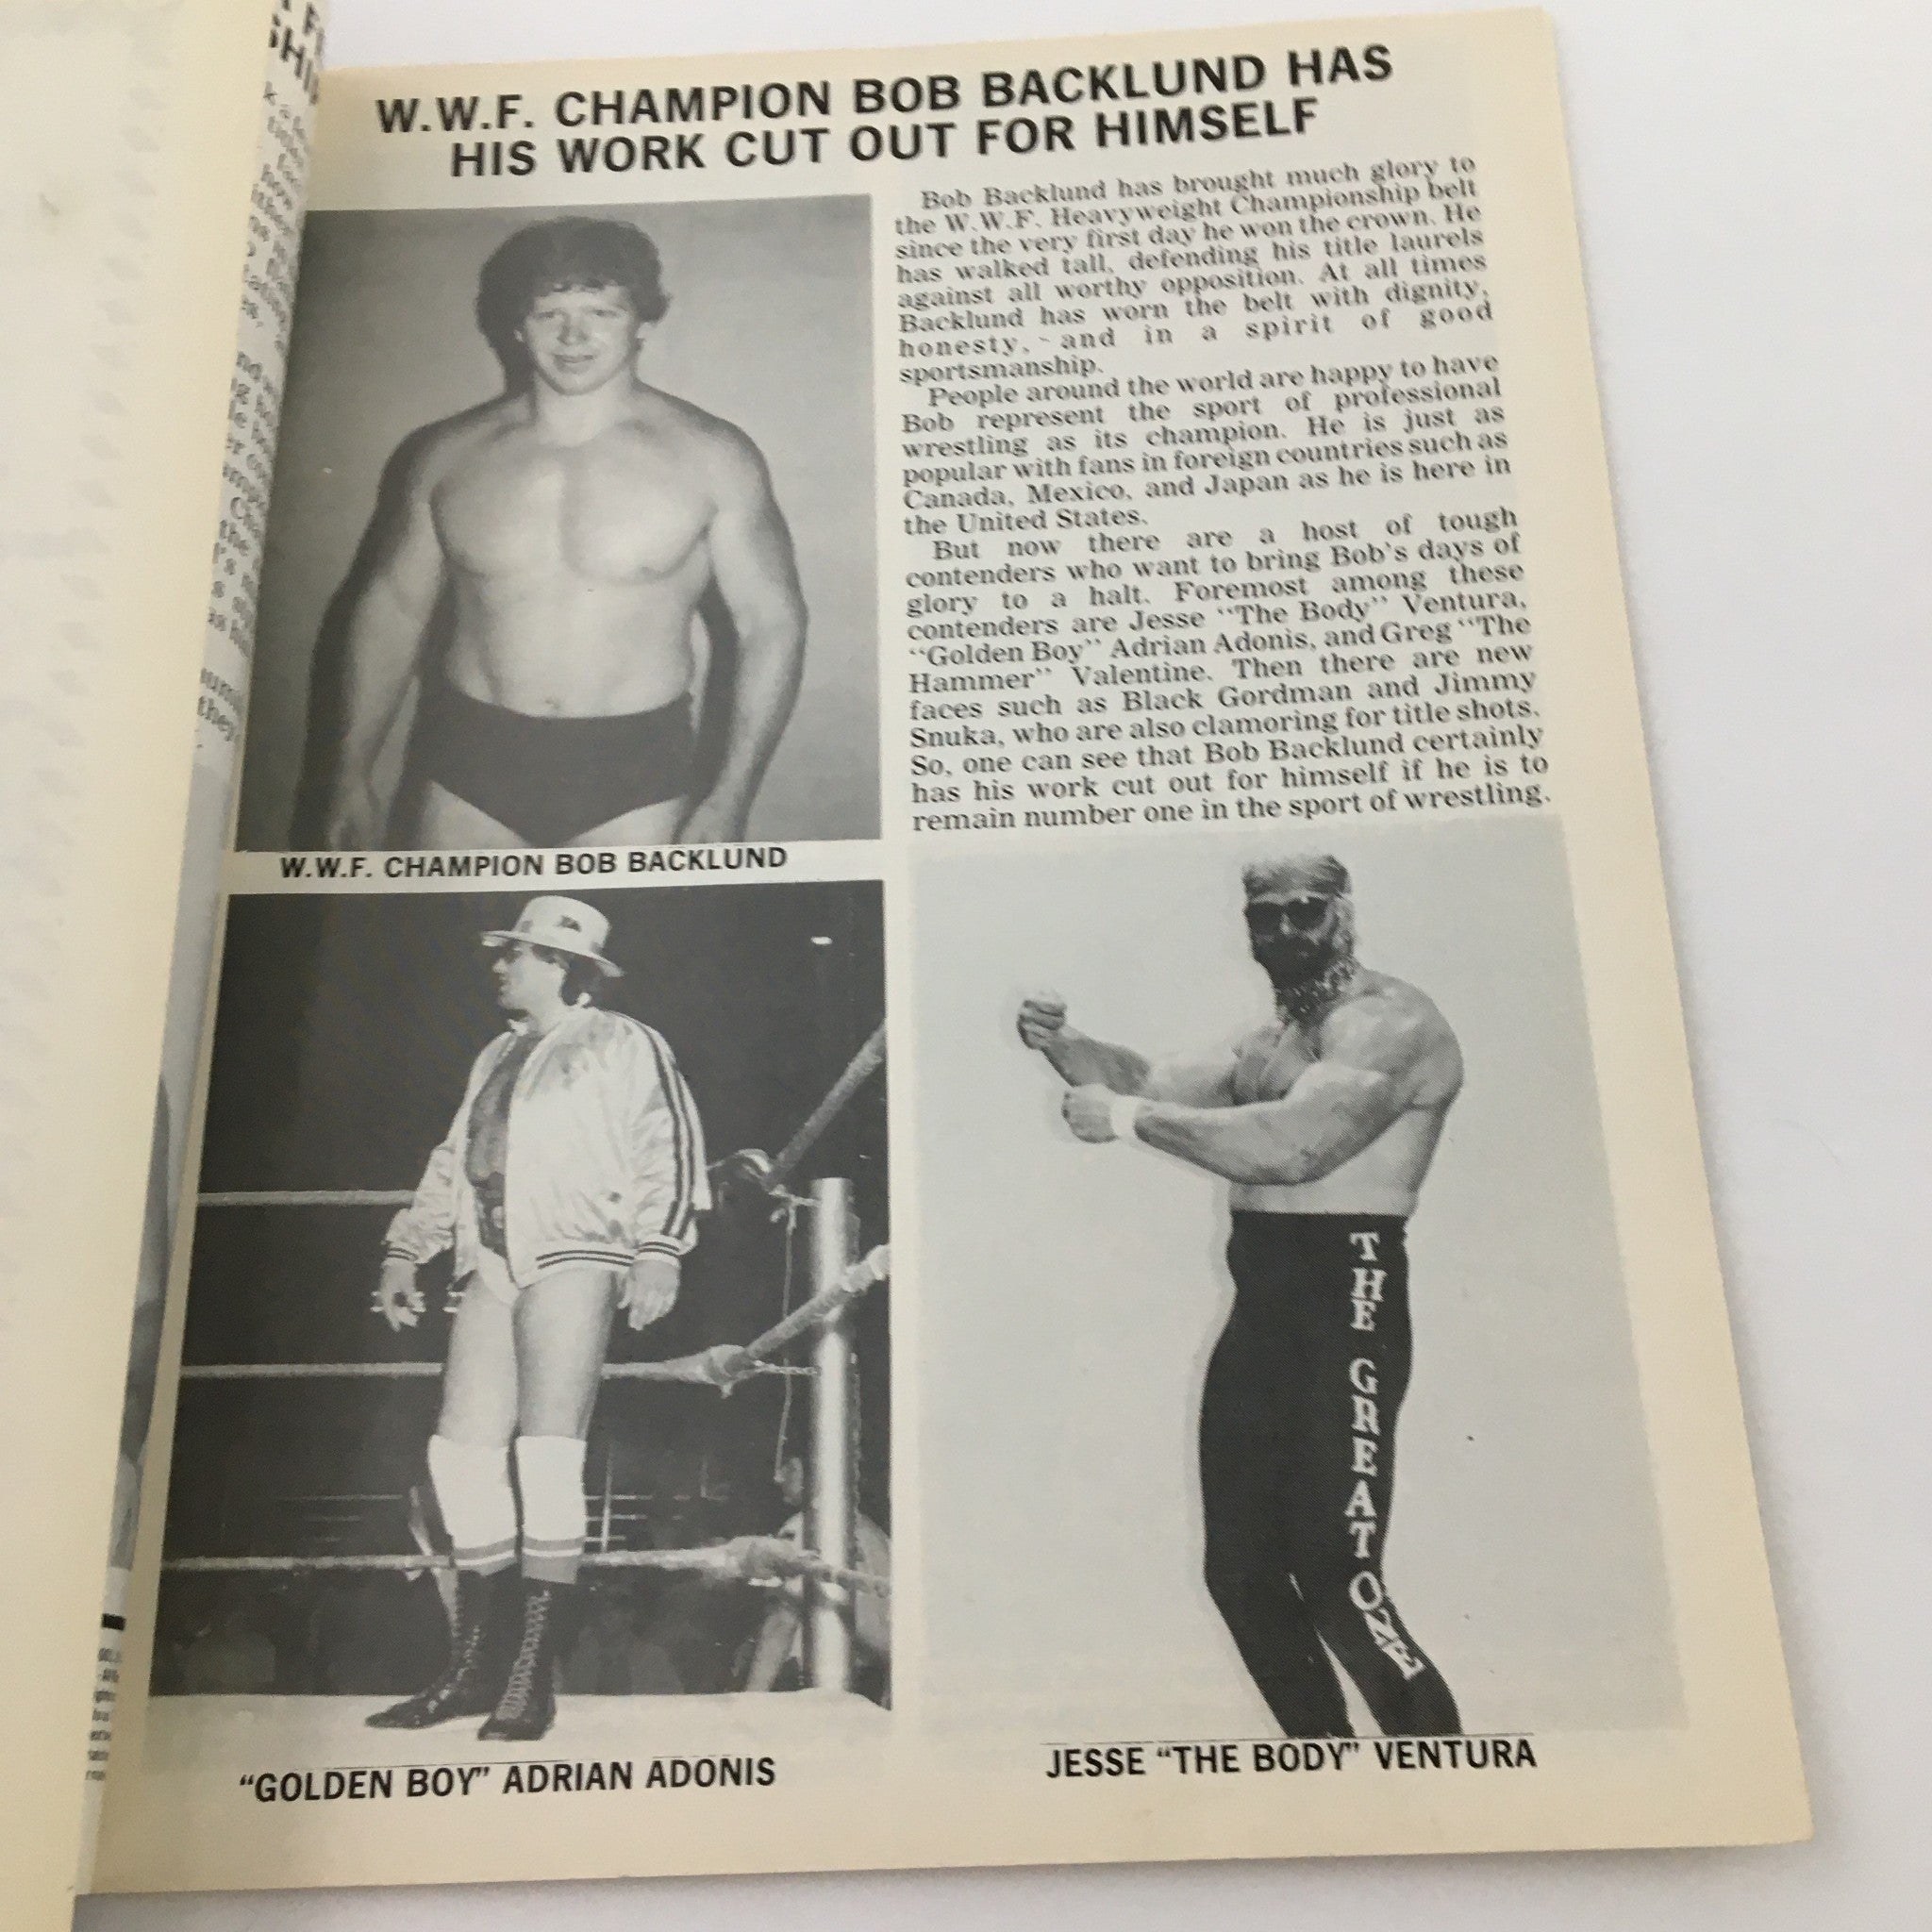 W.W.F. CHAMPION BOB BACKLUND HAS
HIS WORK CUT OUT FOR HIMSELF
Bob Backlund has brought much glory to
the W.W.F. Heavyweight Championship belt
since the very first day he won the crown. He
has walked tall, defending his title laurels
against all worthy opposition. At all times
Backlund has worn the belt with dignity,
honesty, - and in a spirit of good
sportsmanship.
People around the world are happy to have
Bob represent the sport of professional
wrestling as its champion. He is just as
popular with fans in foreign countries such as
Canada, Mexico, and Japan as he is here in
the United States.
But now there are a host of tough
contenders who want to bring Bob's days of
glory to a halt. Foremost among these
contenders are Jesse "The Body" Ventura,
"Golden Boy" Adrian Adonis, and Greg "The
Hammer" Valentine. Then there are new
faces such as Black Gordman and Jimmy
Snuka, who are also clamoring for title shots.
So, one can see that Bob Backlund certainly
has his work cut out for himself if he is to
remain number one in the sport of wrestling.
W.W.F. CHAMPION BOB BACKLUND
THE GREAT ONE
"GOLDEN BOY" ADRIAN ADONIS
JESSE "THE BODY" VENTURA